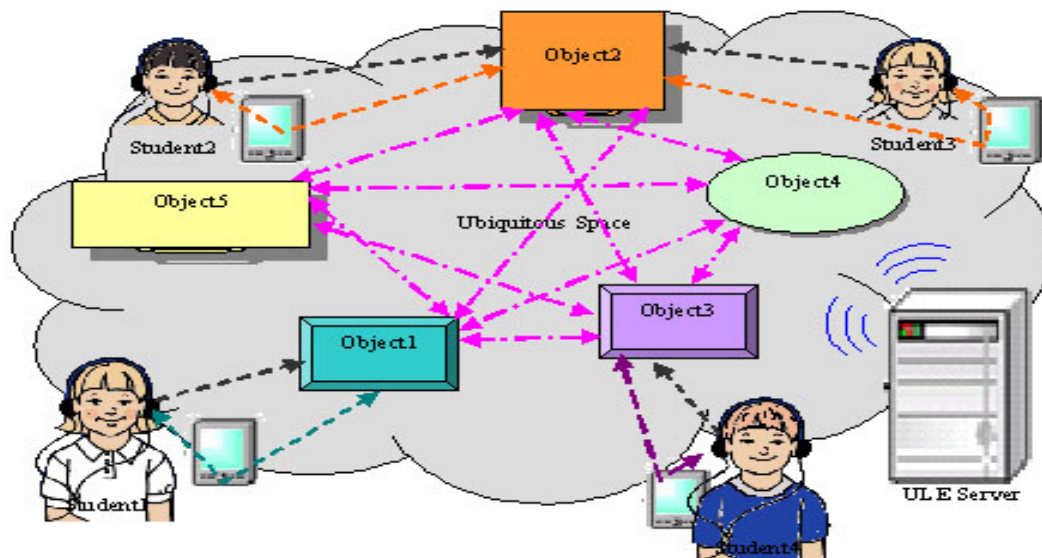 Object2
Student2
Student3
Object4
Object5
Ubiquitous Space
Object3
Object1
Student1
ULE Server
Student4